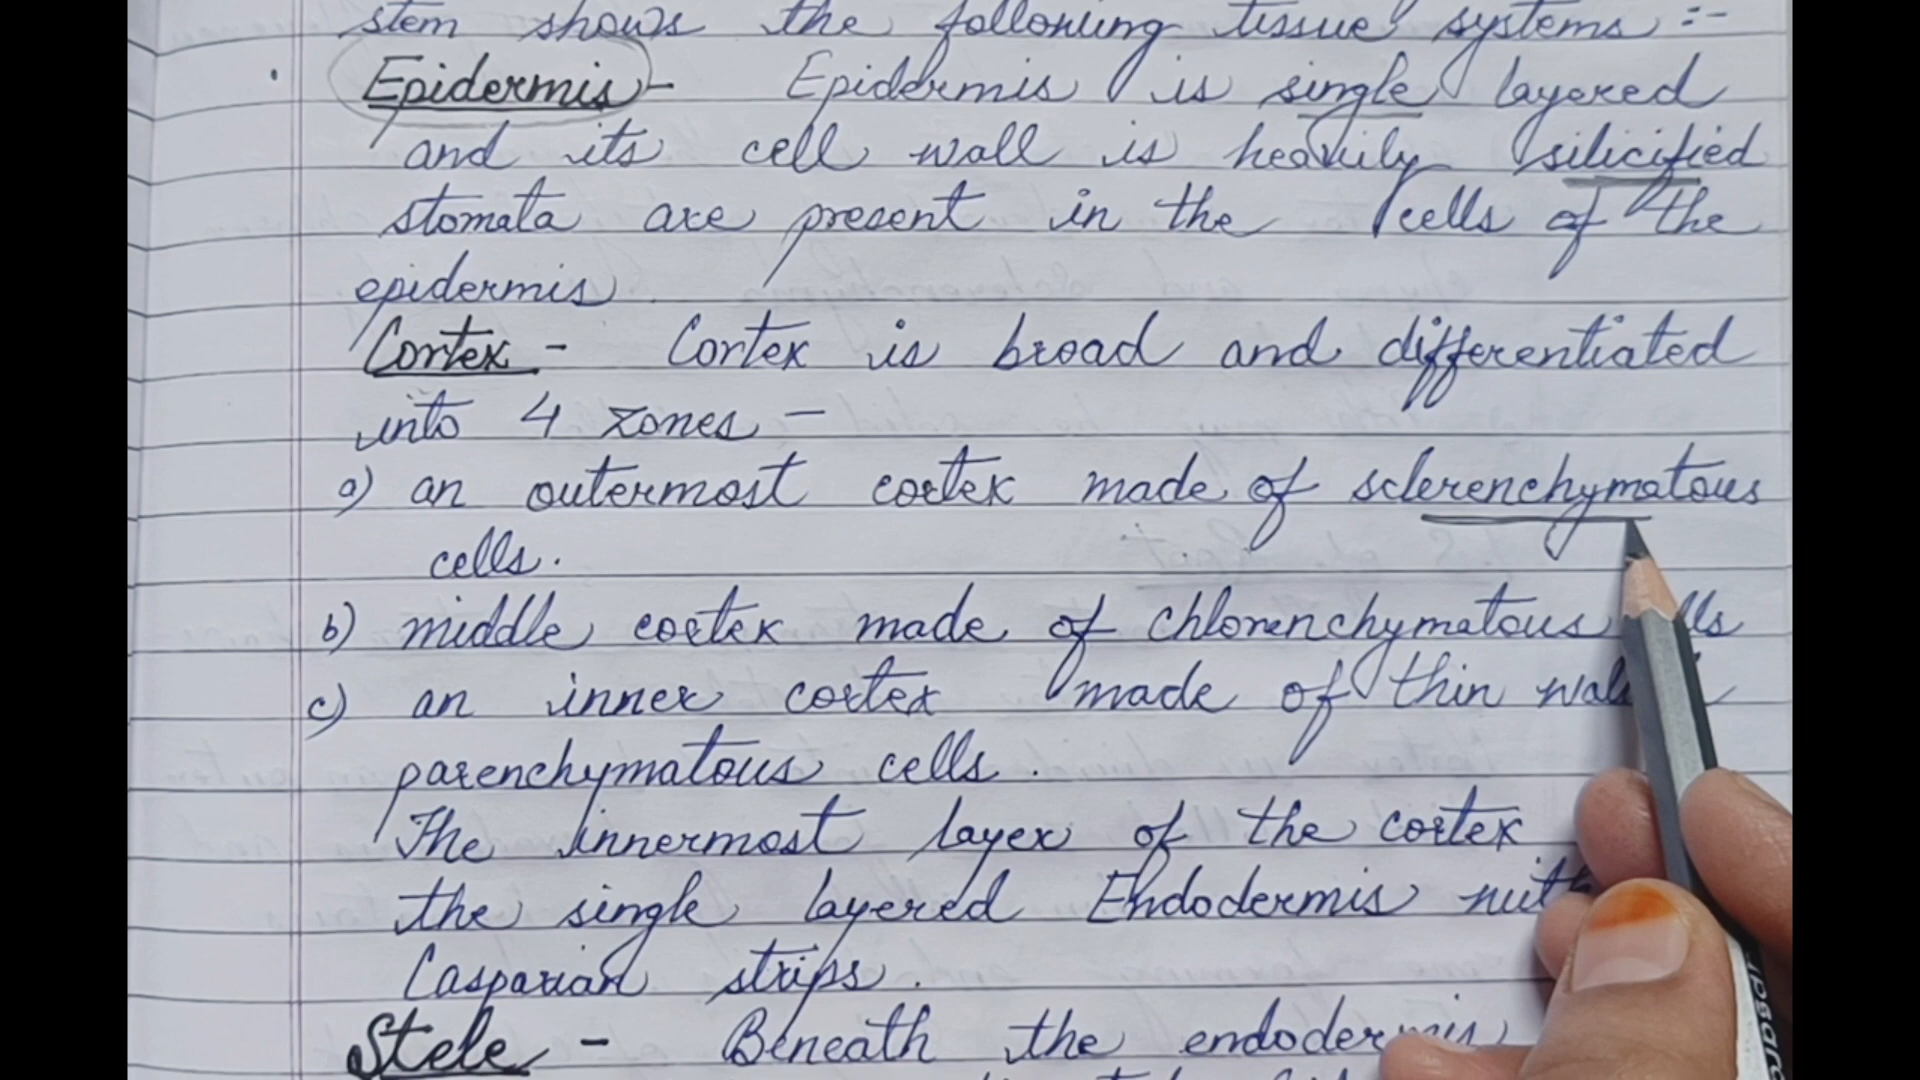 stem shows the following tissue systems :-
Epidermis - Epidermis is single layered
and its cell wall is heavily silicified
stomata are present in the cells of the
epidermis.
Cortex - Cortex is broad and differentiated
into 4 zones -
a) an outermost cortex made of sclerenchymatous
cells.
b) middle cortex made of chlorenchymatous
c) an inner cortex made of thin
parenchymatous cells.
The innermost layer of the cortex
the single layered Endodermis
Casparian strips.
Stele - Beneath the endodermis